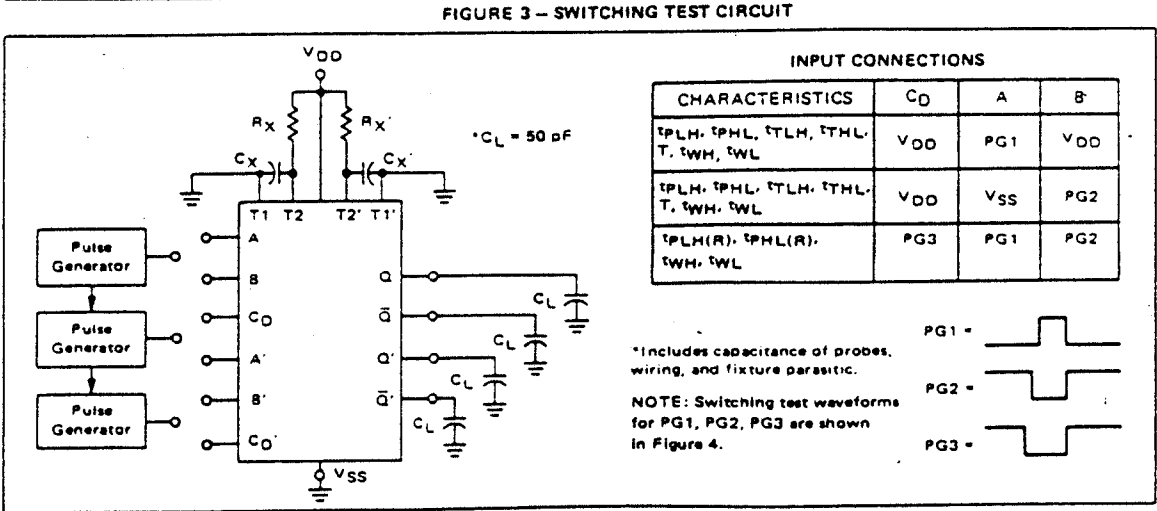 FIGURE 3 – SWITCHING TEST CIRCUIT
VDD
RX
RX'
CX
CX'
*CL = 50 pF
T1 T2 T2' T1'
A
B
CD
A'
B'
CD'
Q
Q̄
Q'
Q̄'
CL
CL
CL
CL
VSS
Pulse
Generator
Pulse
Generator
Pulse
Generator
INPUT CONNECTIONS
CHARACTERISTICS CD A B
tPLH, tPHL, tTLH, tTHL, VDD PG1 VDD
T, tWH, tWL
tPLH, tPHL, tTLH, tTHL, VDD VSS PG2
T, tWH, tWL
tPLH(R), tPHL(R), PG3 PG1 PG2
tWH, tWL
*Includes capacitance of probes,
wiring, and fixture parasitic.
NOTE: Switching test waveforms
for PG1, PG2, PG3 are shown
in Figure 4.
PG1 =
PG2 =
PG3 =